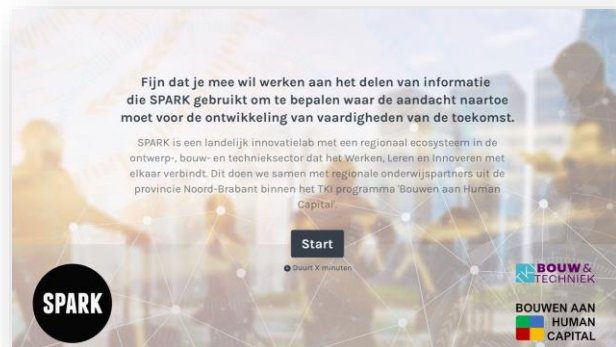 Fijn dat je mee wil werken aan het delen van informatie
die SPARK gebruikt om te bepalen waar de aandacht naartoe
moet voor de ontwikkeling van vaardigheden van de toekomst.
SPARK is een landelijk innovatielab met een regionaal ecosysteem in de
ontwerp-, bouw- en technieksector dat het Werken, Leren en Innoveren met
elkaar verbindt. Dit doen we samen met regionale onderwijspartners uit de
provincie Noord-Brabant binnen het TKI programma 'Bouwen aan Human
Capital'.
Start
Duurt X minuten
SPARK
BOUW &
TECHNIEK
BOUWEN AAN
HUMAN
CAPITAL